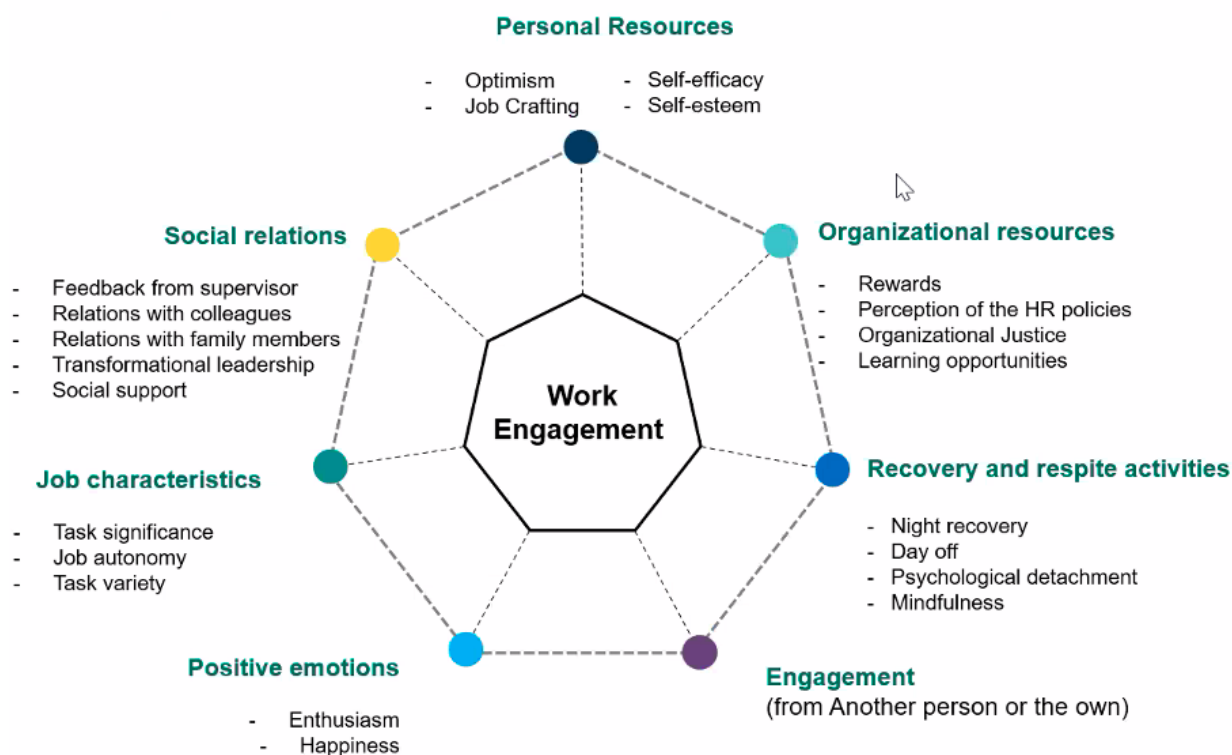 Personal Resources
- Optimism - Self-efficacy
- Job Crafting - Self-esteem
Social relations
- Feedback from supervisor
- Relations with colleagues
- Relations with family members
- Transformational leadership
- Social support
Organizational resources
- Rewards
- Perception of the HR policies
- Organizational Justice
- Learning opportunities
Work
Engagement
Job characteristics
- Task significance
- Job autonomy
- Task variety
Recovery and respite activities
- Night recovery
- Day off
- Psychological detachment
- Mindfulness
Positive emotions
- Enthusiasm
- Happiness
Engagement
(from Another person or the own)